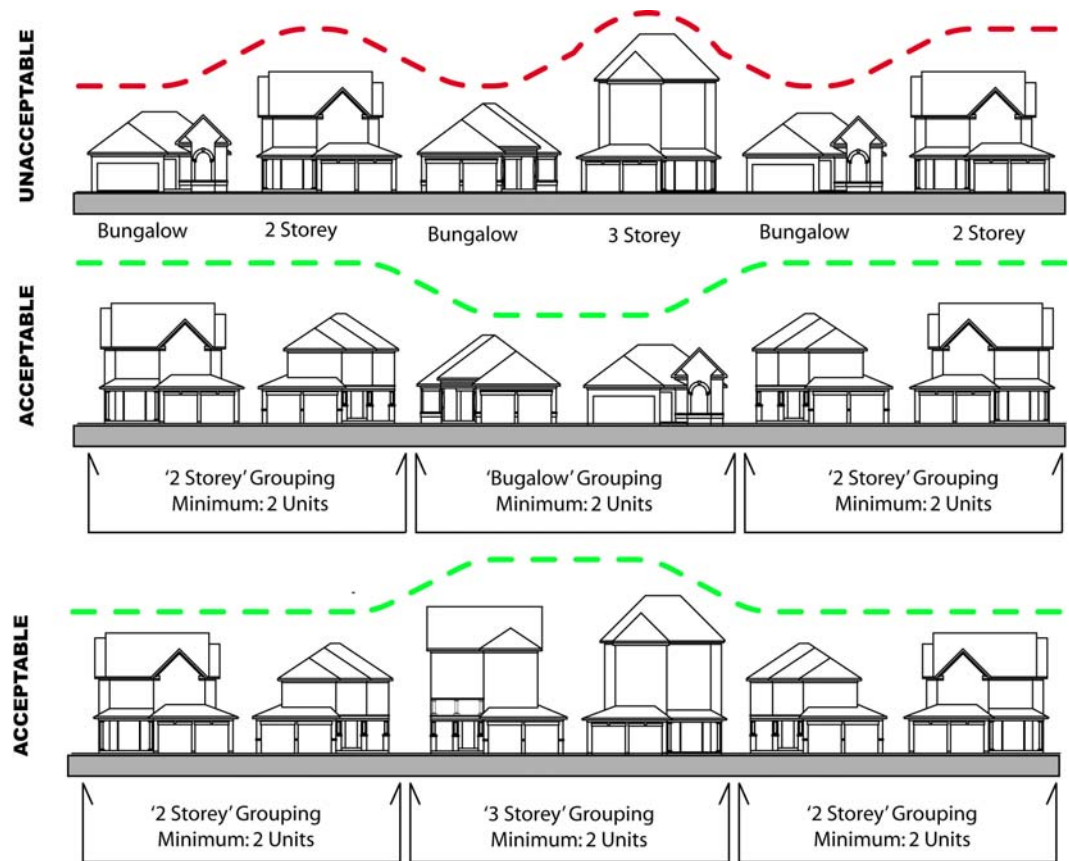 UNACCEPTABLE
Bungalow
2 Storey
Bungalow
3 Storey
Bungalow
2 Storey
ACCEPTABLE
'2 Storey' Grouping
Minimum: 2 Units
'Bugalow' Grouping
Minimum: 2 Units
'2 Storey' Grouping
Minimum: 2 Units
ACCEPTABLE
'2 Storey' Grouping
Minimum: 2 Units
'3 Storey' Grouping
Minimum: 2 Units
'2 Storey' Grouping
Minimum: 2 Units